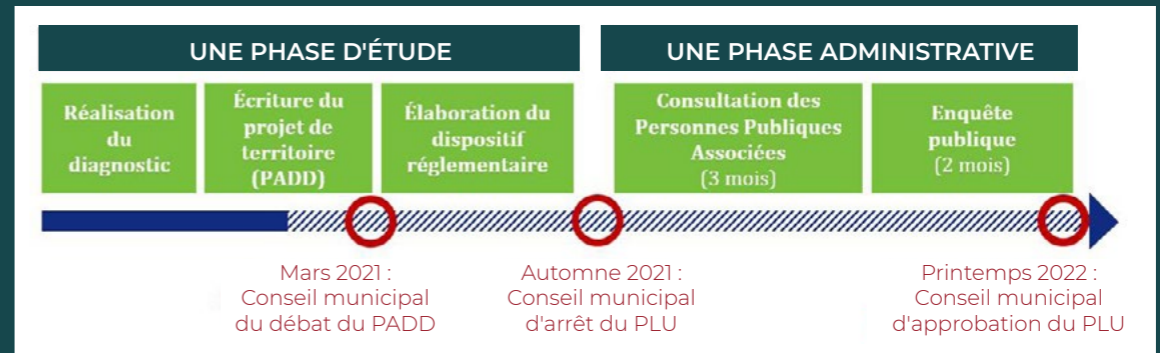 UNE PHASE D'ÉTUDE
UNE PHASE ADMINISTRATIVE
Réalisation
du
diagnostic
Écriture du
projet de
territoire
(PADD)
Élaboration du
dispositif
réglementaire
Consultation des
Personnes Publiques
Associées
(3 mois)
Enquête
publique
(2 mois)
Mars 2021 :
Conseil municipal
du débat du PADD
Automne 2021 :
Conseil municipal
d'arrêt du PLU
Printemps 2022 :
Conseil municipal
d'approbation du PLU